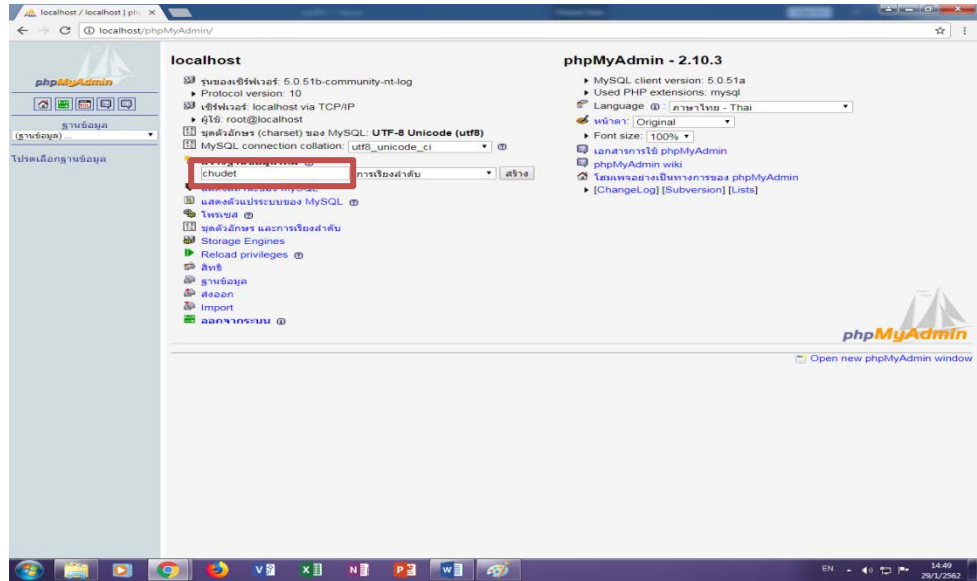 localhost / localhost | ph
localhost/phpMyAdmin/
phpMyAdmin
ฐานข้อมูล
(ฐานข้อมูล) ...
โปรดเลือกฐานข้อมูล
localhost
รุ่นของเซิร์ฟเวอร์: 5.0.51b-community-nt-log
Protocol version: 10
เซิร์ฟเวอร์: localhost via TCP/IP
ผู้ใช้: root@localhost
ชุดตัวอักษร (charset) ของ MySQL: UTF-8 Unicode (utf8)
MySQL connection collation: utf8_unicode_ci
chudet การเรียงลำดับ สร้าง
แสดงสถานะของ MySQL
แสดงตัวแปรระบบของ MySQL
โพรเซส
ชุดตัวอักษร และการเรียงลำดับ
Storage Engines
Reload privileges
สิทธิ
ฐานข้อมูล
ส่งออก
Import
ออกจากระบบ
phpMyAdmin - 2.10.3
MySQL client version: 5.0.51a
Used PHP extensions: mysql
Language : ภาษาไทย - Thai
หน้าตา: Original
Font size: 100%
เอกสารการใช้ phpMyAdmin
phpMyAdmin wiki
โฮมเพจอย่างเป็นทางการของ phpMyAdmin
[ChangeLog] [Subversion] [Lists]
phpMyAdmin
Open new phpMyAdmin window
EN
14:49
29/1/2562